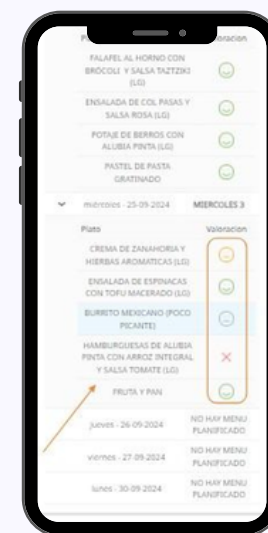 Valoracion
FALAFEL AL HORNO CON
BRÓCOLI Y SALSA TAZTZIKI
(LG)
ENSALADA DE COL PASAS Y
SALSA ROSA (LG)
POTAJE DE BERROS CON
ALUBIA PINTA (LG)
PASTEL DE PASTA
GRATINADO
miércoles - 25-09-2024 MIERCOLES 3
Plato Valoracion
CREMA DE ZANAHORIA Y
HIERBAS AROMATICAS (LG)
ENSALADA DE ESPINACAS
CON TOFU MACERADO (LG)
BURRITO MEXICANO (POCO
PICANTE)
HAMBURGUESAS DE ALUBIA
PINTA CON ARROZ INTEGRAL
Y SALSA TOMATE (LG)
FRUTA Y PAN
jueves - 26-09-2024 NO HAY MENU
PLANIFICADO
viernes - 27-09-2024 NO HAY MENU
PLANIFICADO
lunes - 30-09-2024 NO HAY MENU
PLANIFICADO